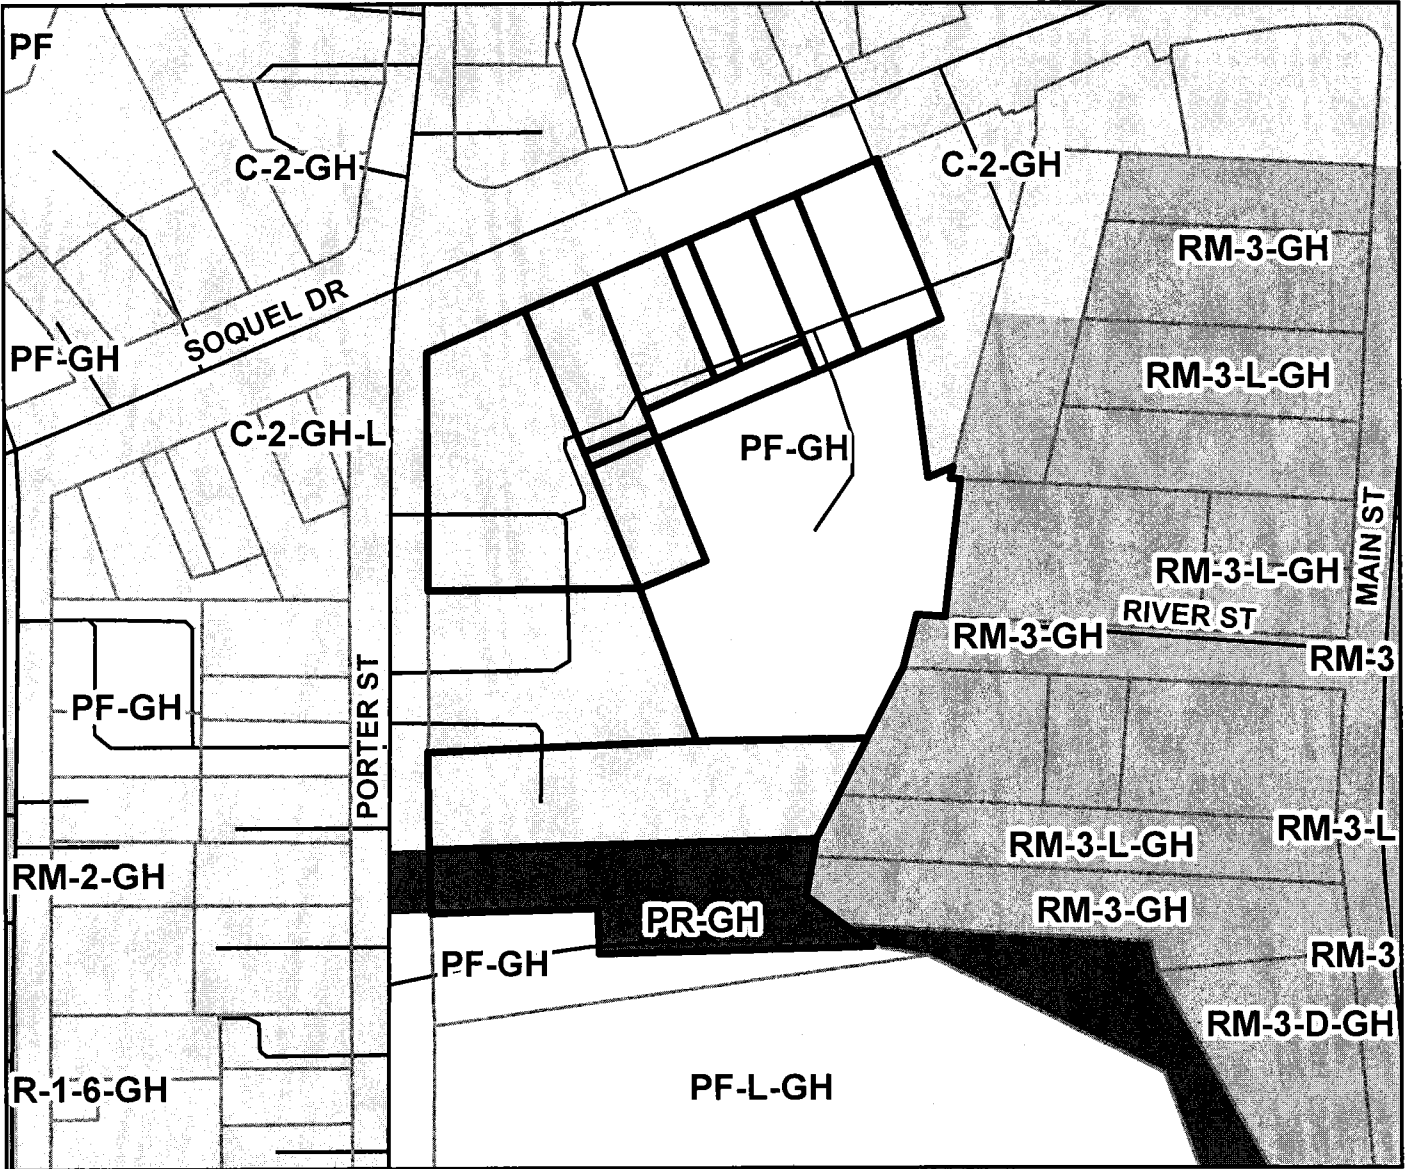 PF
C-2-GH
C-2-GH
RM-3-GH
SOQUEL DR
PF-GH
RM-3-L-GH
C-2-GH-L
PF-GH
MAIN ST
RM-3-L-GH
RIVER ST
RM-3-GH
RM-3
PF-GH
PORTER ST
RM-3-L
RM-3-L-GH
RM-2-GH
RM-3-GH
PR-GH
PF-GH
RM-3
RM-3-D-GH
R-1-6-GH
PF-L-GH